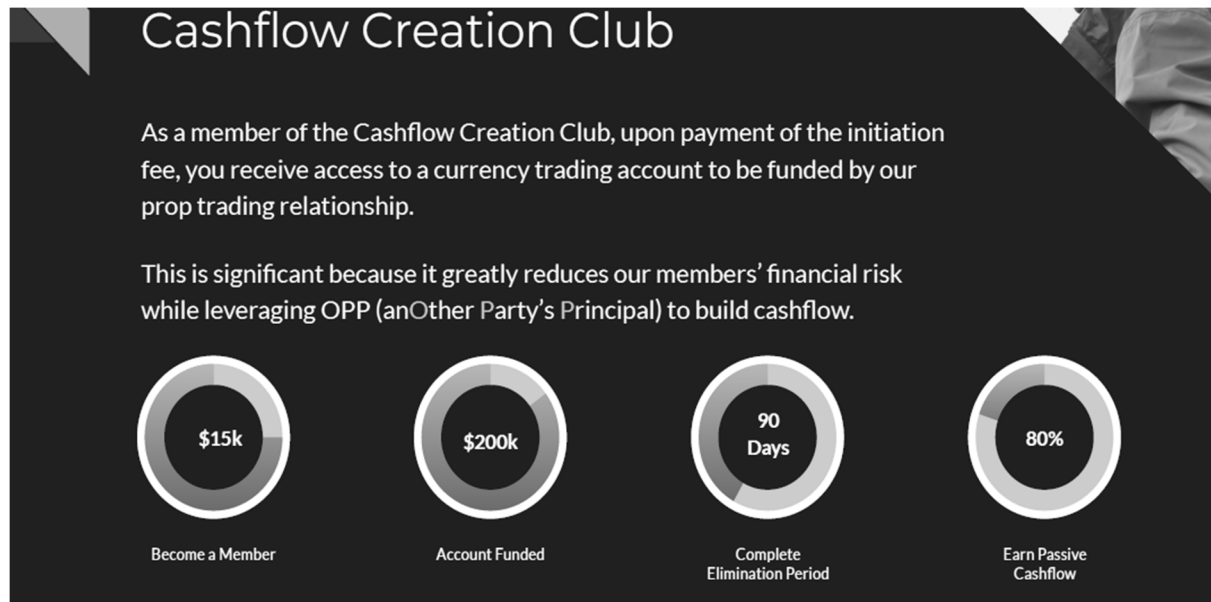 Cashflow Creation Club
As a member of the Cashflow Creation Club, upon payment of the initiation
fee, you receive access to a currency trading account to be funded by our
prop trading relationship.
This is significant because it greatly reduces our members’ financial risk
while leveraging OPP (anOther Party’s Principal) to build cashflow.
$15k
Become a Member
$200k
Account Funded
90
Days
Complete
Elimination Period
80%
Earn Passive
Cashflow